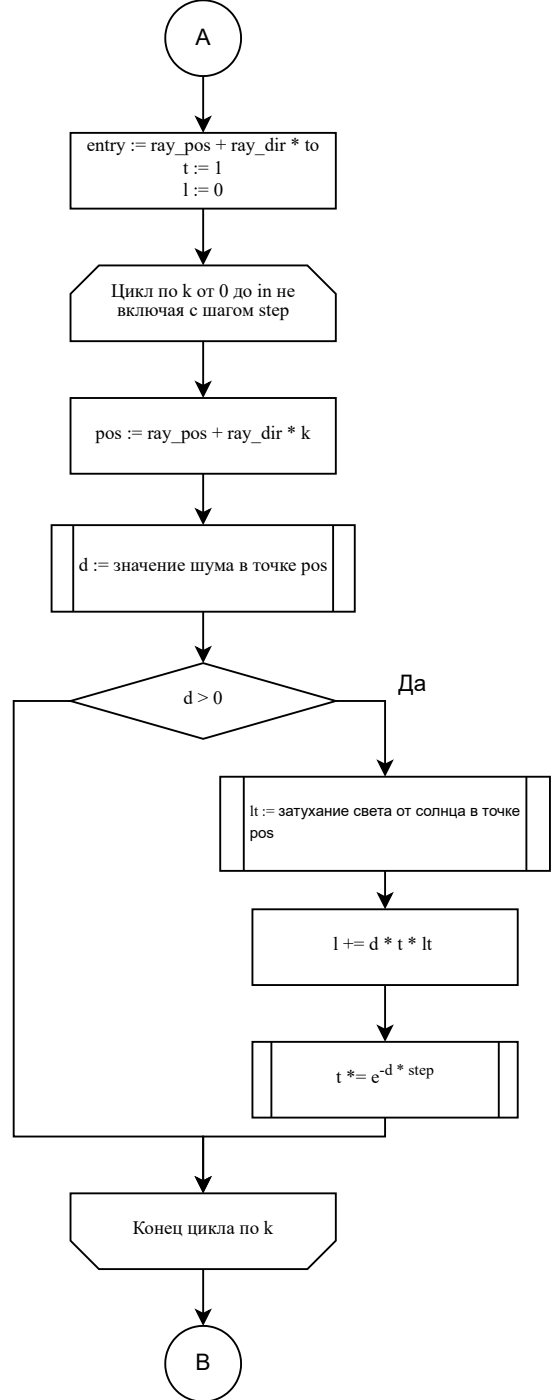 A
entry := ray_pos + ray_dir * to
t := 1
l := 0
Цикл по k от 0 до in не
включая с шагом step
pos := ray_pos + ray_dir * k
d := значение шума в точке pos
d > 0
Да
lt := затухание света от солнца в точке
pos
l += d * t * lt
t *= e-d * step
Конец цикла по k
B